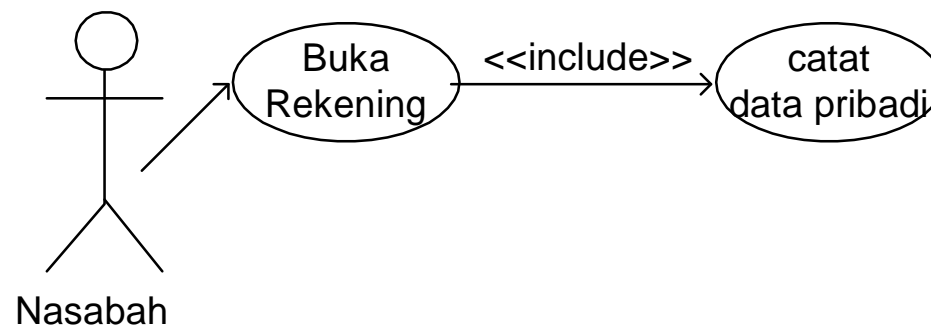 Buka
Rekening
<<include>>
catat
data pribadi
Nasabah